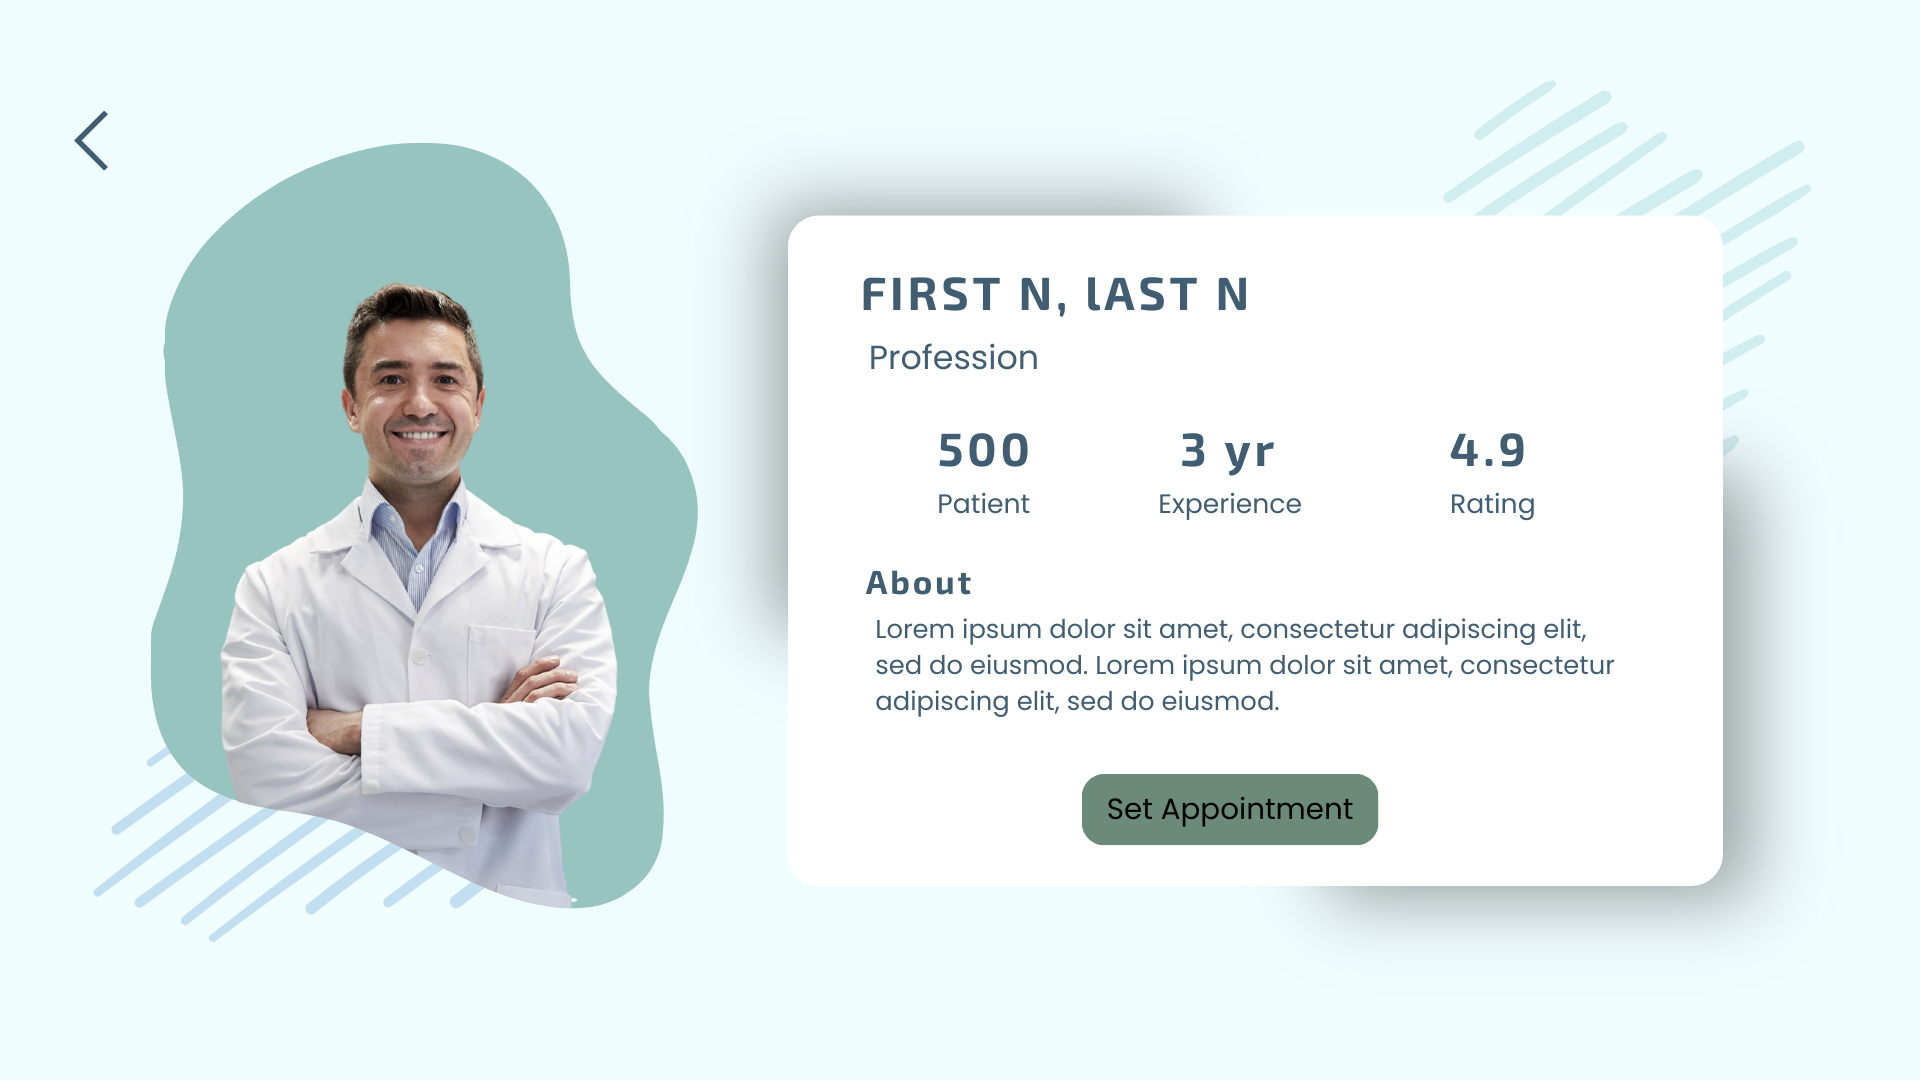 FIRST N, lAST N
Profession
500 3 yr 4.9
Patient Experience Rating
About
Lorem ipsum dolor sit amet, consectetur adipiscing elit,
sed do eiusmod. Lorem ipsum dolor sit amet, consectetur
adipiscing elit, sed do eiusmod.
Set Appointment